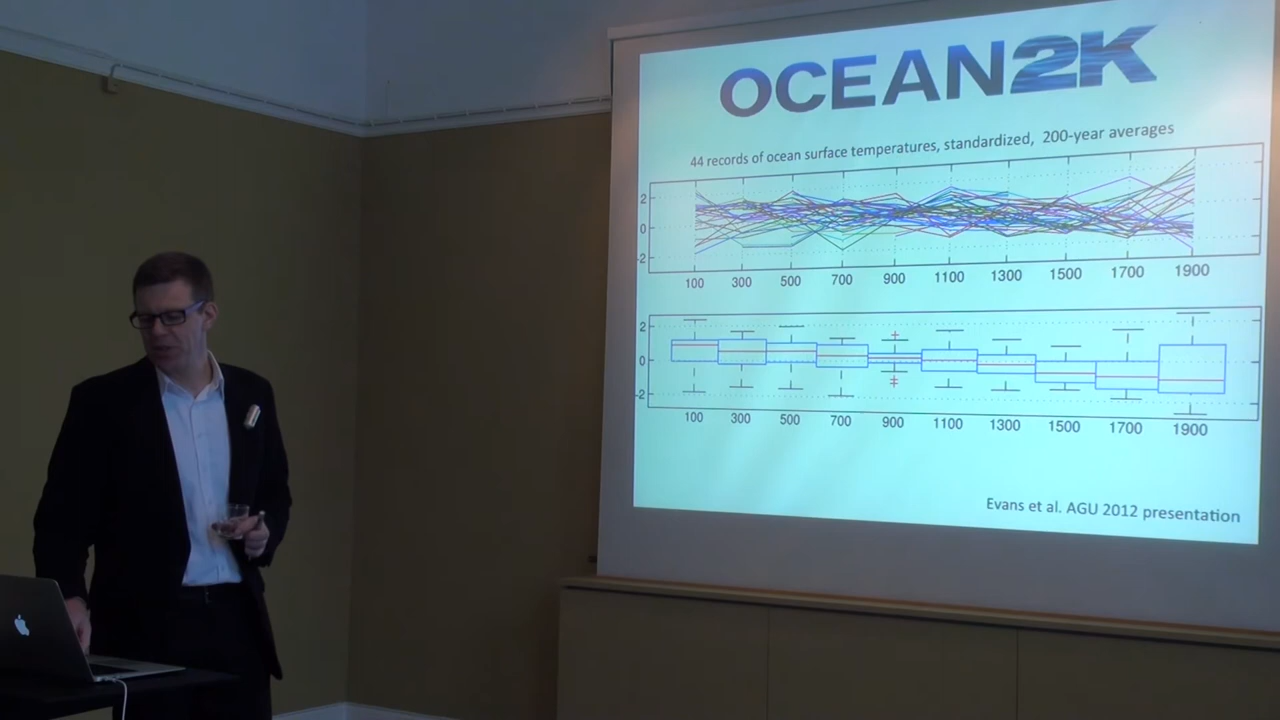 OCEAN2K
44 records of ocean surface temperatures, standardized, 200-year averages
2
0
-2
100 300 500 700 900 1100 1300 1500 1700 1900
2
0
-2
100 300 500 700 900 1100 1300 1500 1700 1900
Evans et al. AGU 2012 presentation